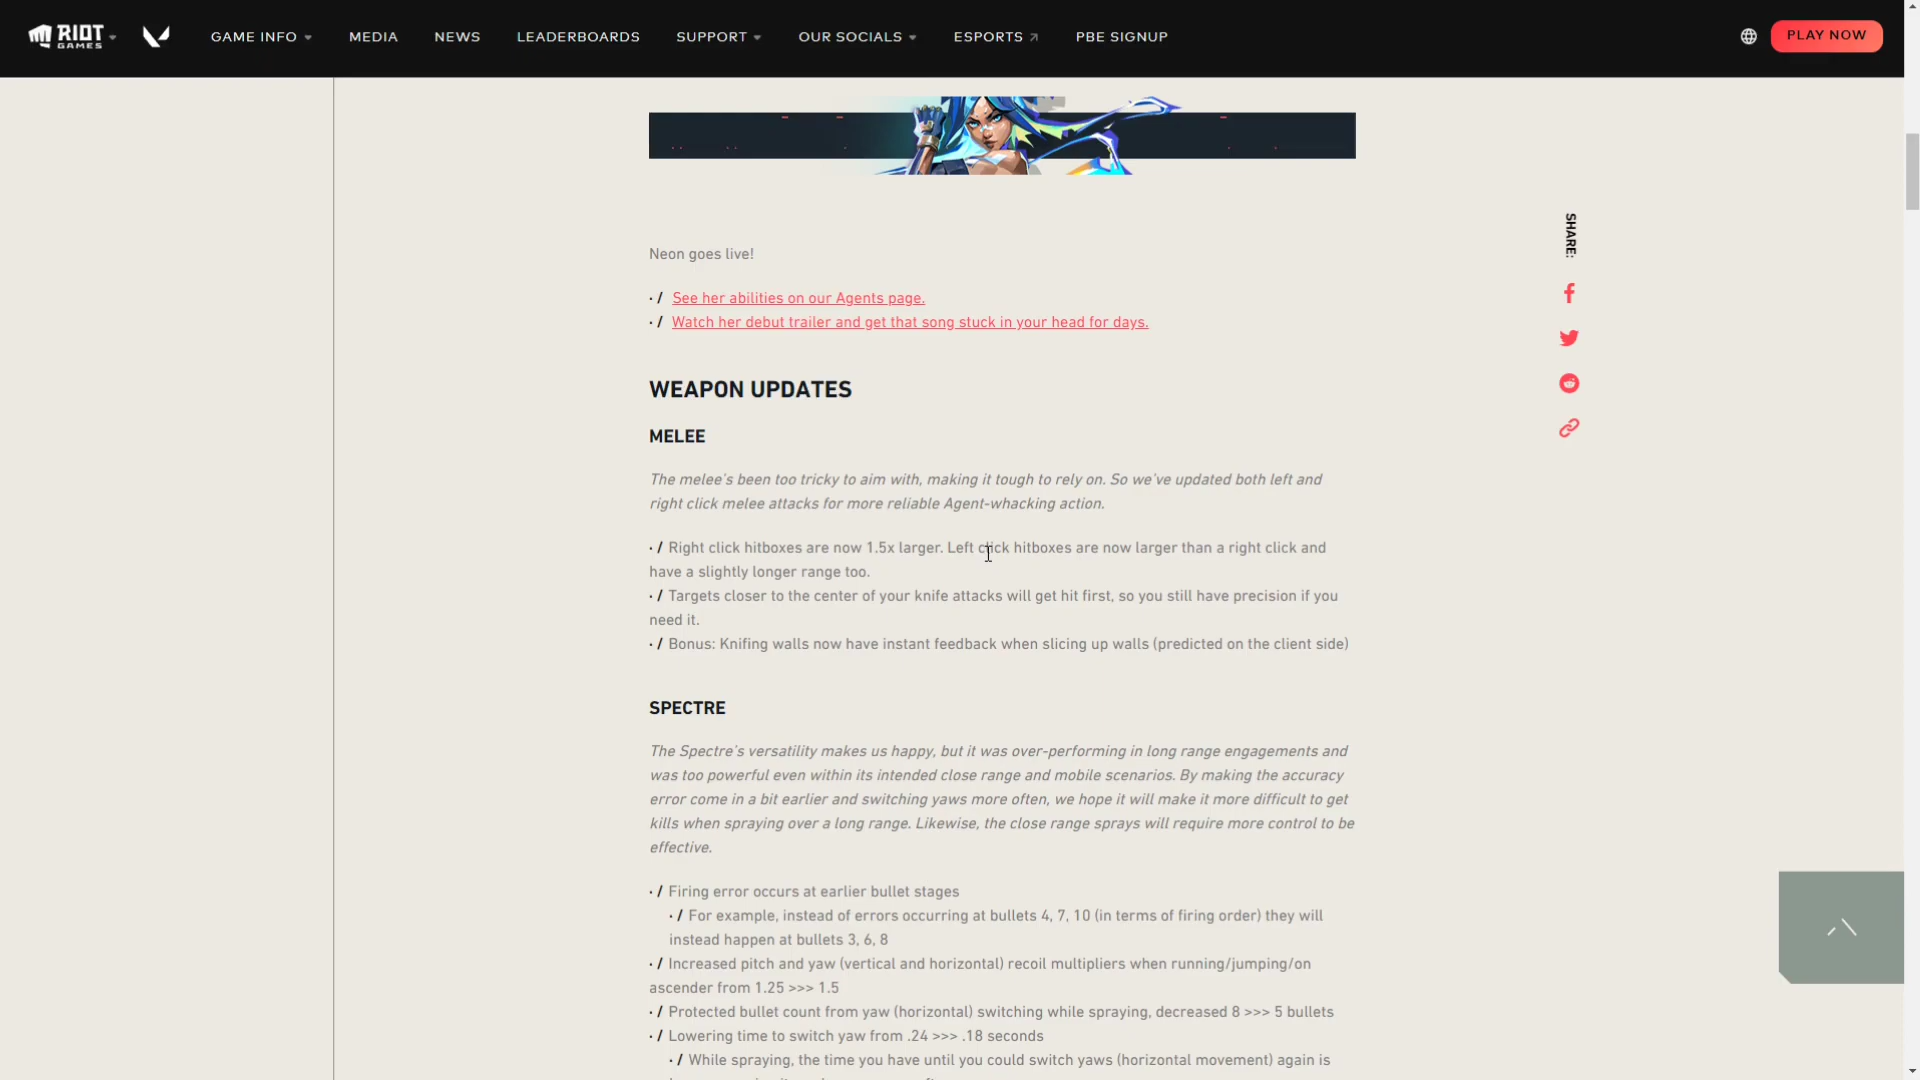 RIOT GAMES GAME INFO MEDIA NEWS LEADERBOARDS SUPPORT OUR SOCIALS ESPORTS PBE SIGNUP PLAY NOW
SHARE:
Neon goes live!
· / See her abilities on our Agents page.
· / Watch her debut trailer and get that song stuck in your head for days.
WEAPON UPDATES
MELEE
The melee's been too tricky to aim with, making it tough to rely on. So we've updated both left and
right click melee attacks for more reliable Agent-whacking action.
· / Right click hitboxes are now 1.5x larger. Left click hitboxes are now larger than a right click and
have a slightly longer range too.
· / Targets closer to the center of your knife attacks will get hit first, so you still have precision if you
need it.
· / Bonus: Knifing walls now have instant feedback when slicing up walls (predicted on the client side)
SPECTRE
The Spectre's versatility makes us happy, but it was over-performing in long range engagements and
was too powerful even within its intended close range and mobile scenarios. By making the accuracy
error come in a bit earlier and switching yaws more often, we hope it will make it more difficult to get
kills when spraying over a long range. Likewise, the close range sprays will require more control to be
effective.
· / Firing error occurs at earlier bullet stages
· / For example, instead of errors occurring at bullets 4, 7, 10 (in terms of firing order) they will
instead happen at bullets 3, 6, 8
· / Increased pitch and yaw (vertical and horizontal) recoil multipliers when running/jumping/on
ascender from 1.25 >>> 1.5
· / Protected bullet count from yaw (horizontal) switching while spraying, decreased 8 >>> 5 bullets
· / Lowering time to switch yaw from .24 >>> .18 seconds
· / While spraying, the time you have until you could switch yaws (horizontal movement) again is